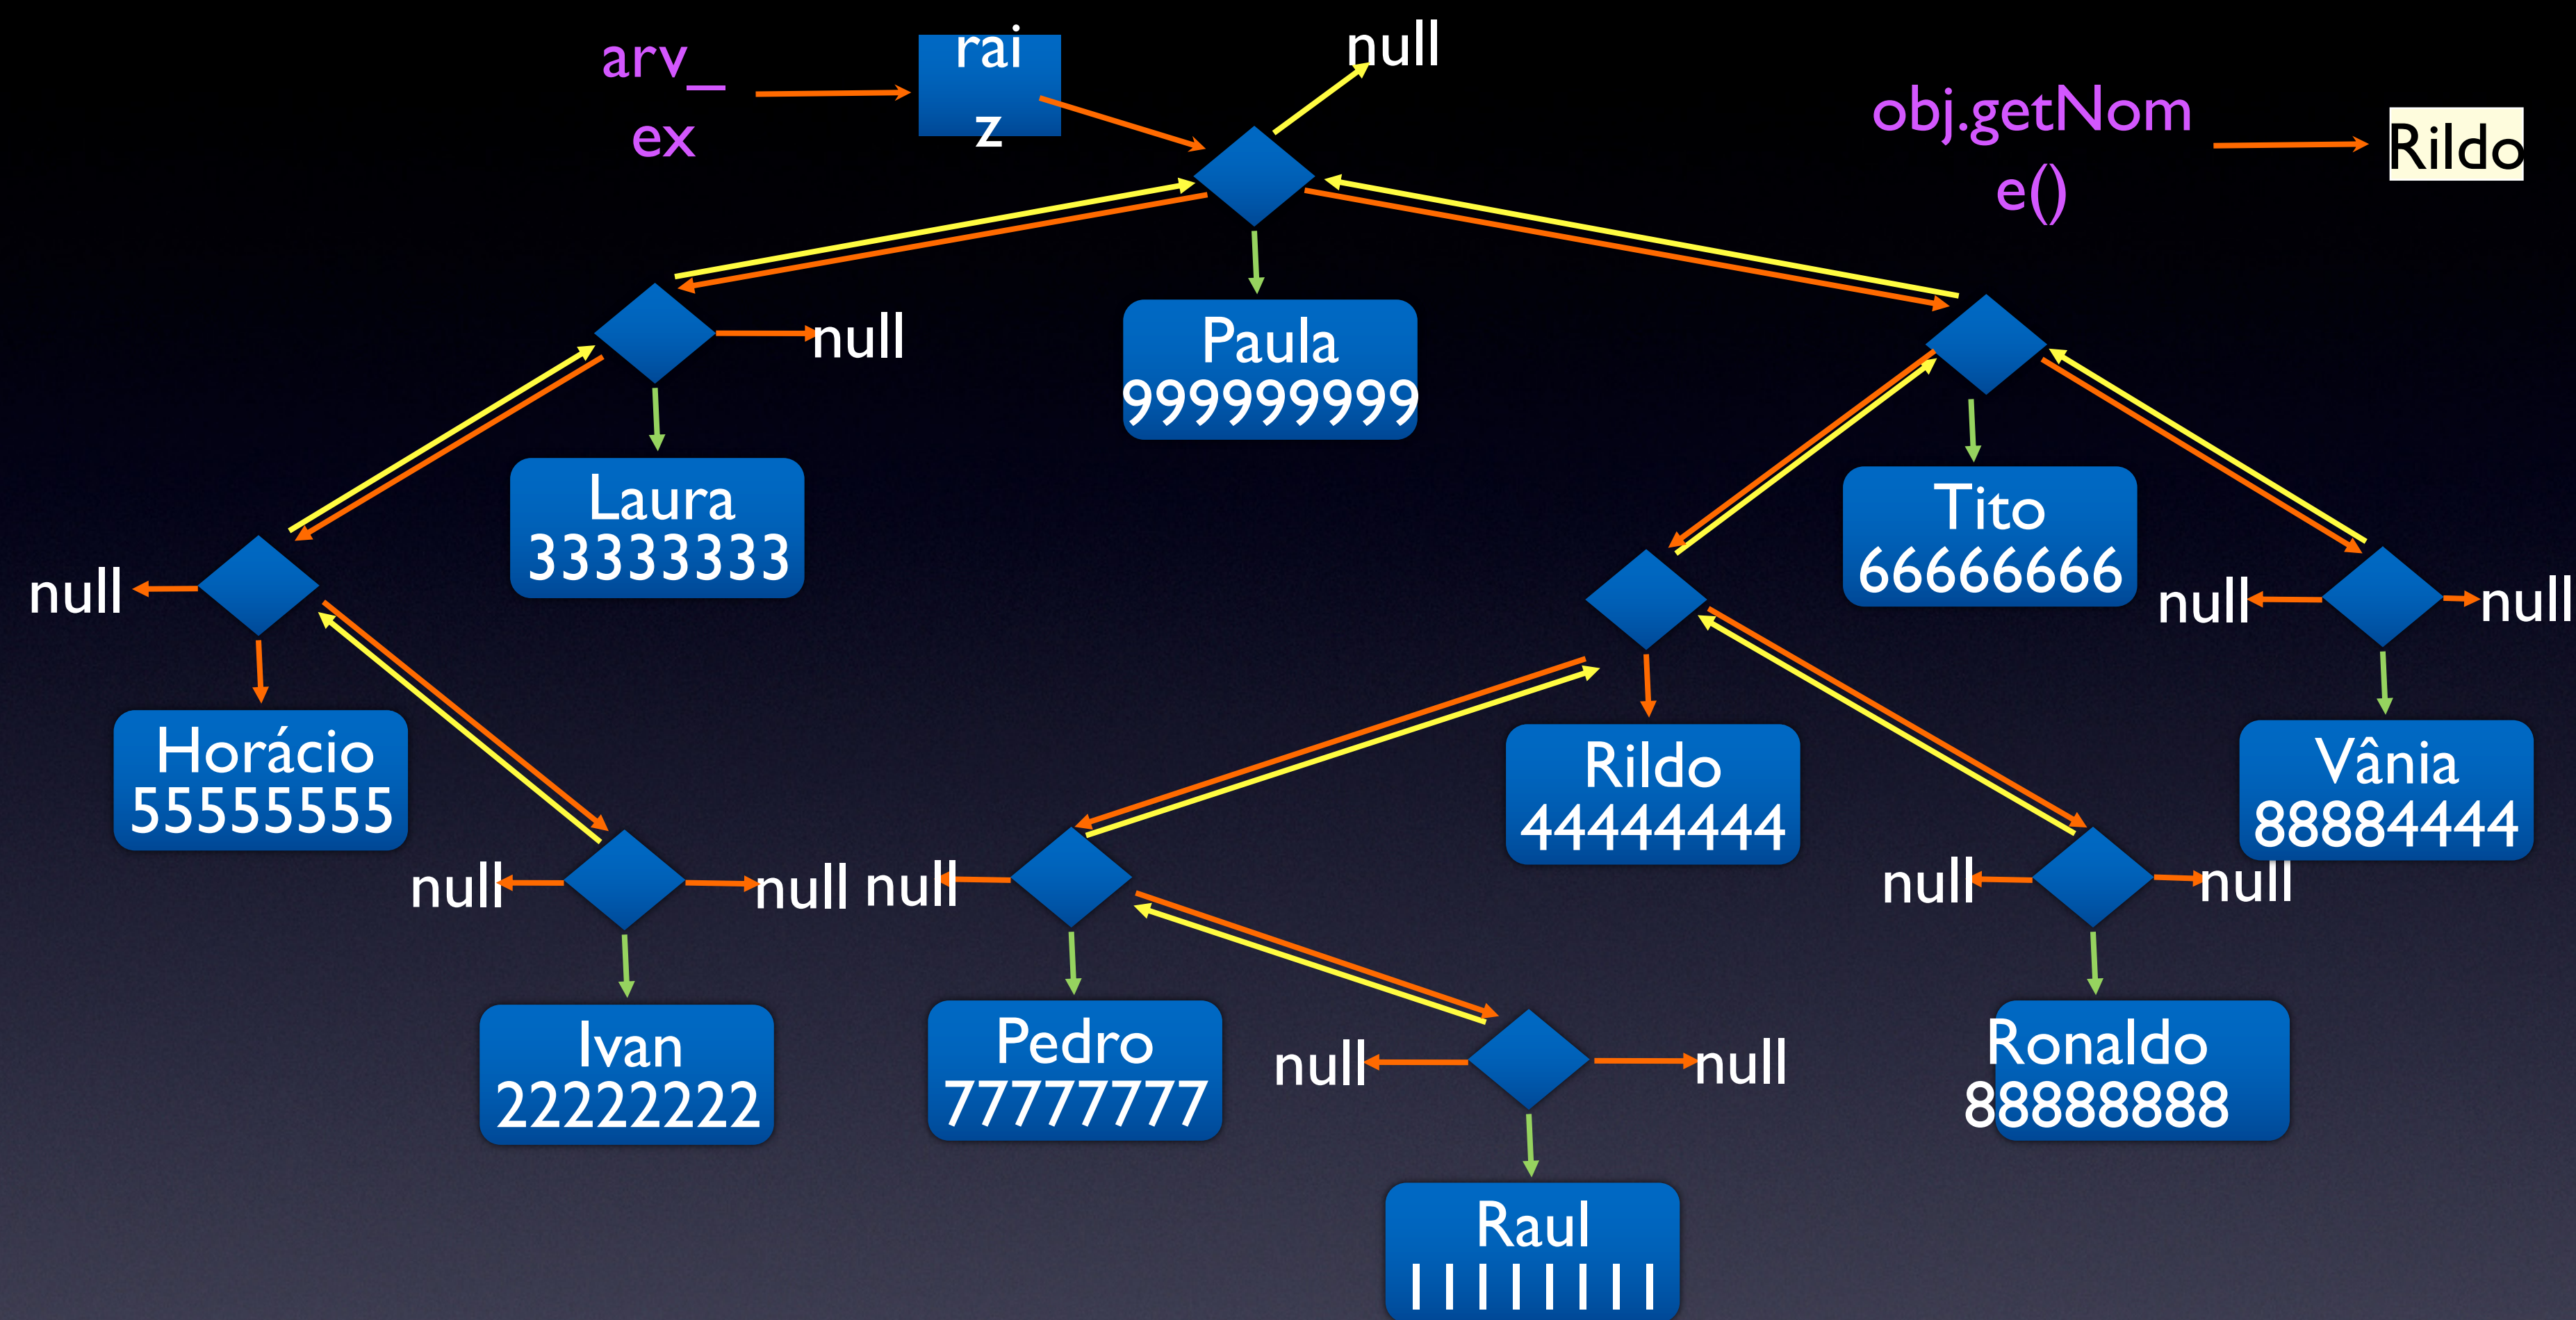 arv_
ex
rai
z
null
obj.getNom
e()
Rildo
null
Paula
999999999
Laura
33333333
Tito
66666666
null
null
null
Horácio
55555555
Rildo
44444444
Vânia
88884444
null
null
null
null
null
Ivan
22222222
Pedro
77777777
null
null
Ronaldo
88888888
Raul
11111111